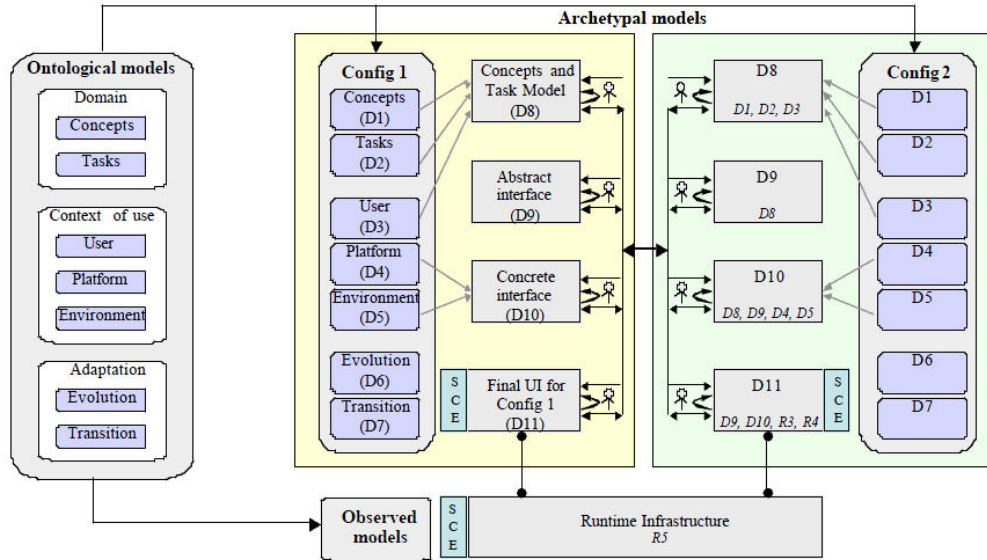 Archetypal models
Ontological models
Domain
Concepts
Tasks
Context of use
User
Platform
Environment
Adaptation
Evolution
Transition
Config 1
Concepts
(D1)
Tasks
(D2)
User
(D3)
Platform
(D4)
Environment
(D5)
Evolution
(D6)
Transition
(D7)
Concepts and
Task Model
(D8)
Abstract
interface
(D9)
Concrete
interface
(D10)
S
C
E
Final UI for
Config 1
(D11)
D8
D1, D2, D3
D9
D8
D10
D8, D9, D4, D5
D11
D9, D10, R3, R4
S
C
E
Config 2
D1
D2
D3
D4
D5
D6
D7
Observed
models
S
C
E
Runtime Infrastructure
R5